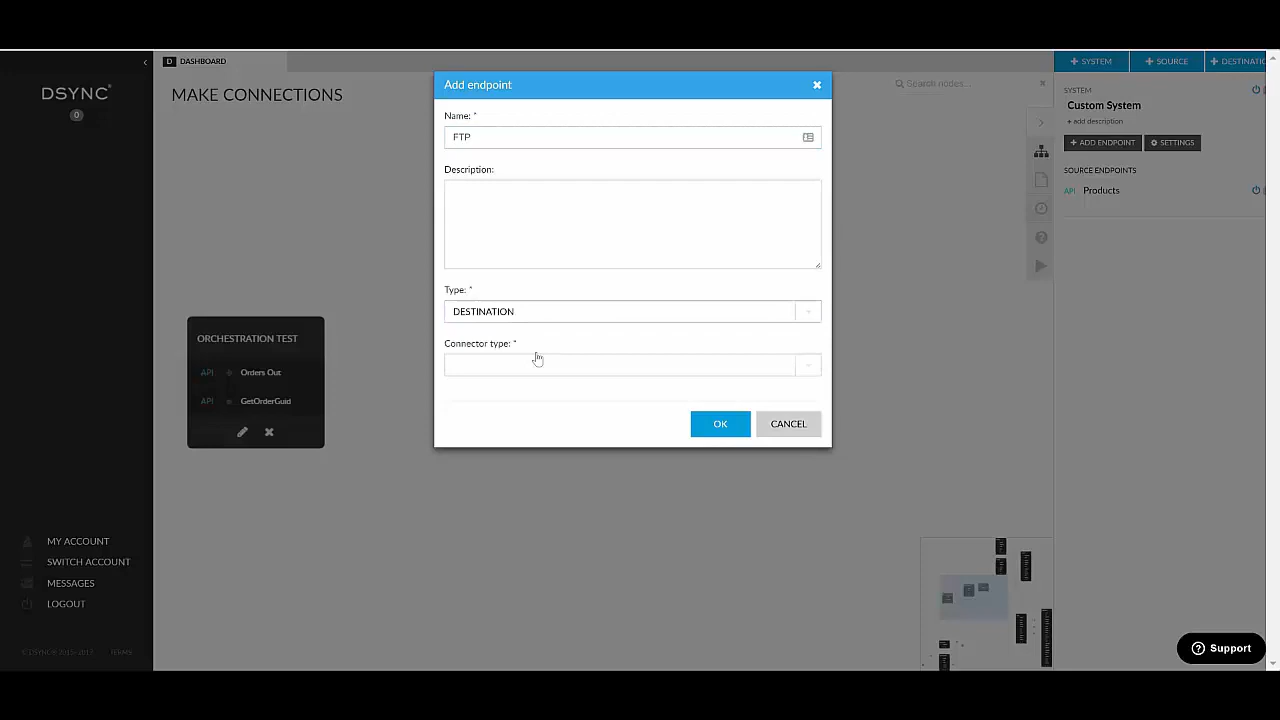 DSYNC
0
D DASHBOARD
MAKE CONNECTIONS
Search nodes...
ORCHESTRATION TEST
API Orders Out
API GetOrderGuid
MY ACCOUNT
SWITCH ACCOUNT
MESSAGES
LOGOUT
TERMS
Add endpoint
Name: *
FTP
Description:
Type: *
DESTINATION
Connector type: *
OK CANCEL
+ SYSTEM + SOURCE + DESTINATIO
SYSTEM
Custom System
+ add description
+ ADD ENDPOINT SETTINGS
SOURCE ENDPOINTS
API Products
? Support